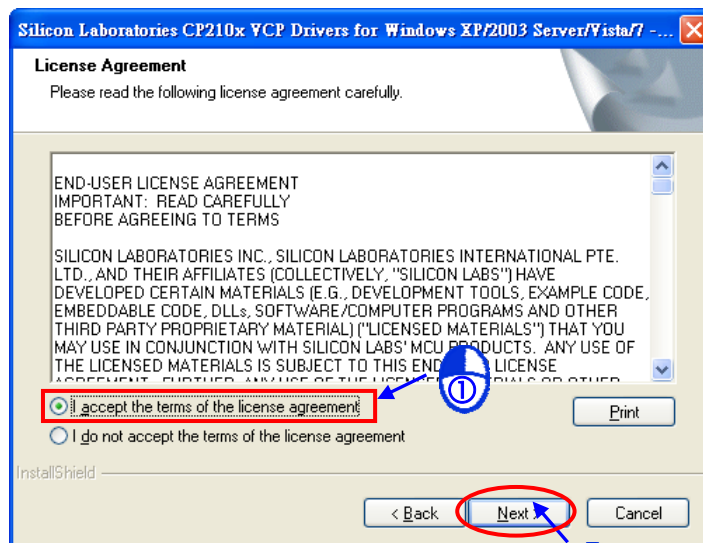 Silicon Laboratories CP210x VCP Drivers for Windows XP/2003 Server/Vista/7 -...
License Agreement
Please read the following license agreement carefully.
END-USER LICENSE AGREEMENT
IMPORTANT: READ CAREFULLY
BEFORE AGREEING TO TERMS
SILICON LABORATORIES INC., SILICON LABORATORIES INTERNATIONAL PTE.
LTD., AND THEIR AFFILIATES (COLLECTIVELY, "SILICON LABS") HAVE
DEVELOPED CERTAIN MATERIALS (E.G., DEVELOPMENT TOOLS, EXAMPLE CODE,
EMBEDDABLE CODE, DLLs, SOFTWARE/COMPUTER PROGRAMS AND OTHER
THIRD PARTY PROPRIETARY MATERIAL) ("LICENSED MATERIALS") THAT YOU
MAY USE IN CONJUNCTION WITH SILICON LABS' MCU PRODUCTS. ANY USE OF
THE LICENSED MATERIALS IS SUBJECT TO THIS LICENSE
①
I accept the terms of the license agreement
Print
I do not accept the terms of the license agreement
InstallShield
< Back
Next >
Cancel